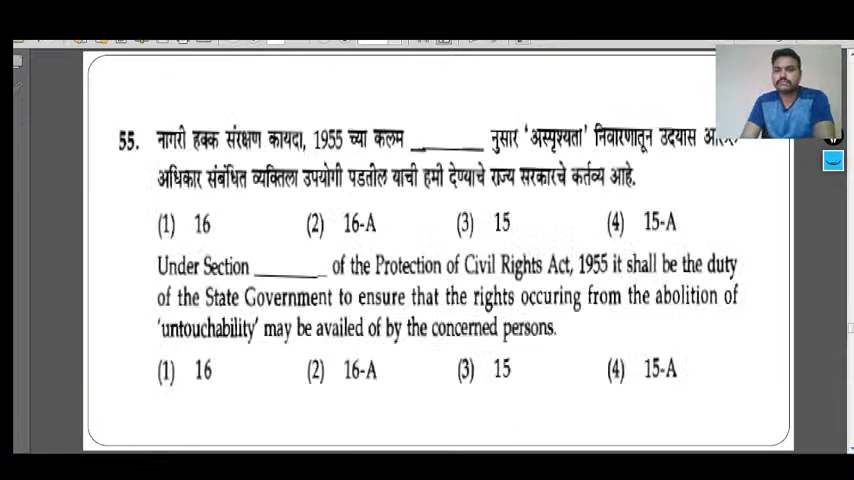 55. नागरी हक्क संरक्षण कायदा, 1955 च्या कलम ________ नुसार 'अस्पृश्यता' निवारणातून उदयास
अधिकार संबंधित व्यक्तिला उपयोगी पडतील याची हमी देण्याचे राज्य सरकारचे कर्तव्य आहे.
(1) 16 (2) 16-A (3) 15 (4) 15-A
Under Section ________ of the Protection of Civil Rights Act, 1955 it shall be the duty
of the State Government to ensure that the rights occuring from the abolition of
'untouchability' may be availed of by the concerned persons.
(1) 16 (2) 16-A (3) 15 (4) 15-A